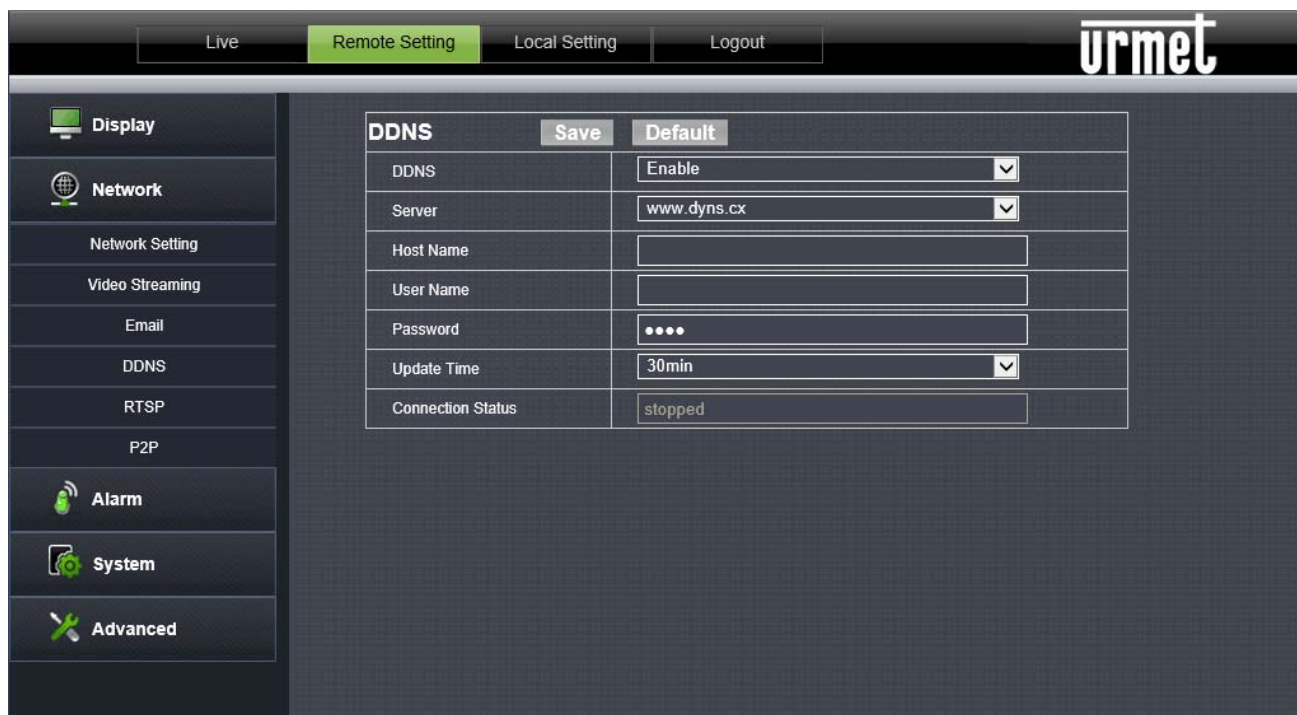 Live Remote Setting Local Setting Logout urmet
Display
Network
Network Setting
Video Streaming
Email
DDNS
RTSP
P2P
Alarm
System
Advanced
DDNS Save Default
DDNS Enable
Server www.dyns.cx
Host Name
User Name
Password ••••
Update Time 30min
Connection Status stopped